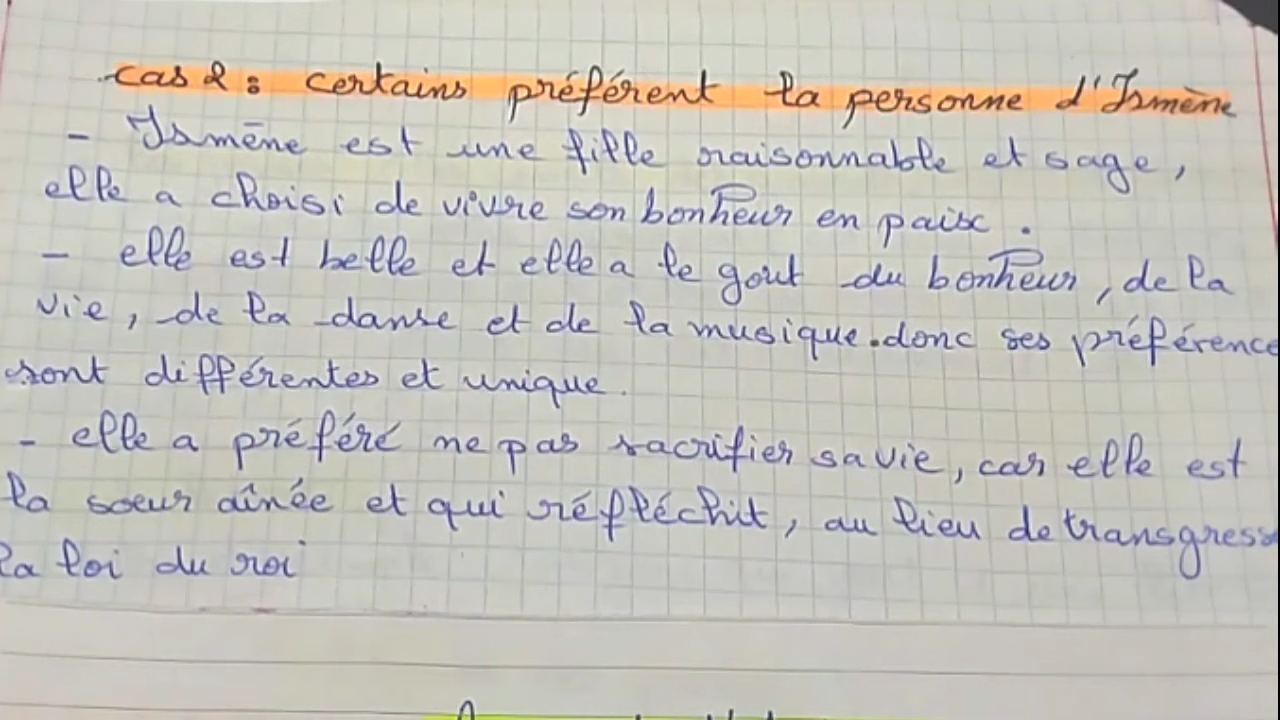 cas 2 : certains préférent la personne d'Ismène
- Ismène est une fille raisonnable et sage,
elle a choisi de vivre son bonheur en paix .
- elle est belle et elle a le gout du bonheur, de la
vie, de la danse et de la musique. donc ses préférence
sont différentes et unique.
- elle a préféré ne pas sacrifier sa vie, car elle est
la soeur aînée et qui réfléchit, au lieu de transgress
la loi du roi